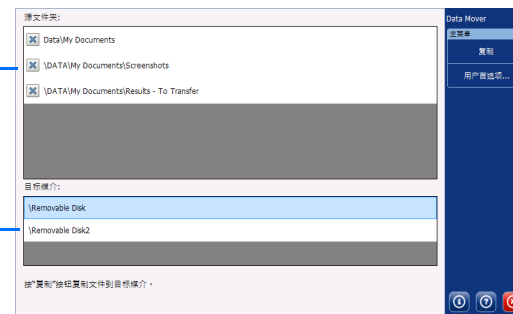 源文件夹:
Data\My Documents
\DATA\My Documents\Screenshots
\DATA\My Documents\Results - To Transfer
目标媒介:
\Removable Disk
\Removable Disk2
按"复制"按钮复制文件到目标媒介，
Data Mover
主菜单
复制
用户首选项...